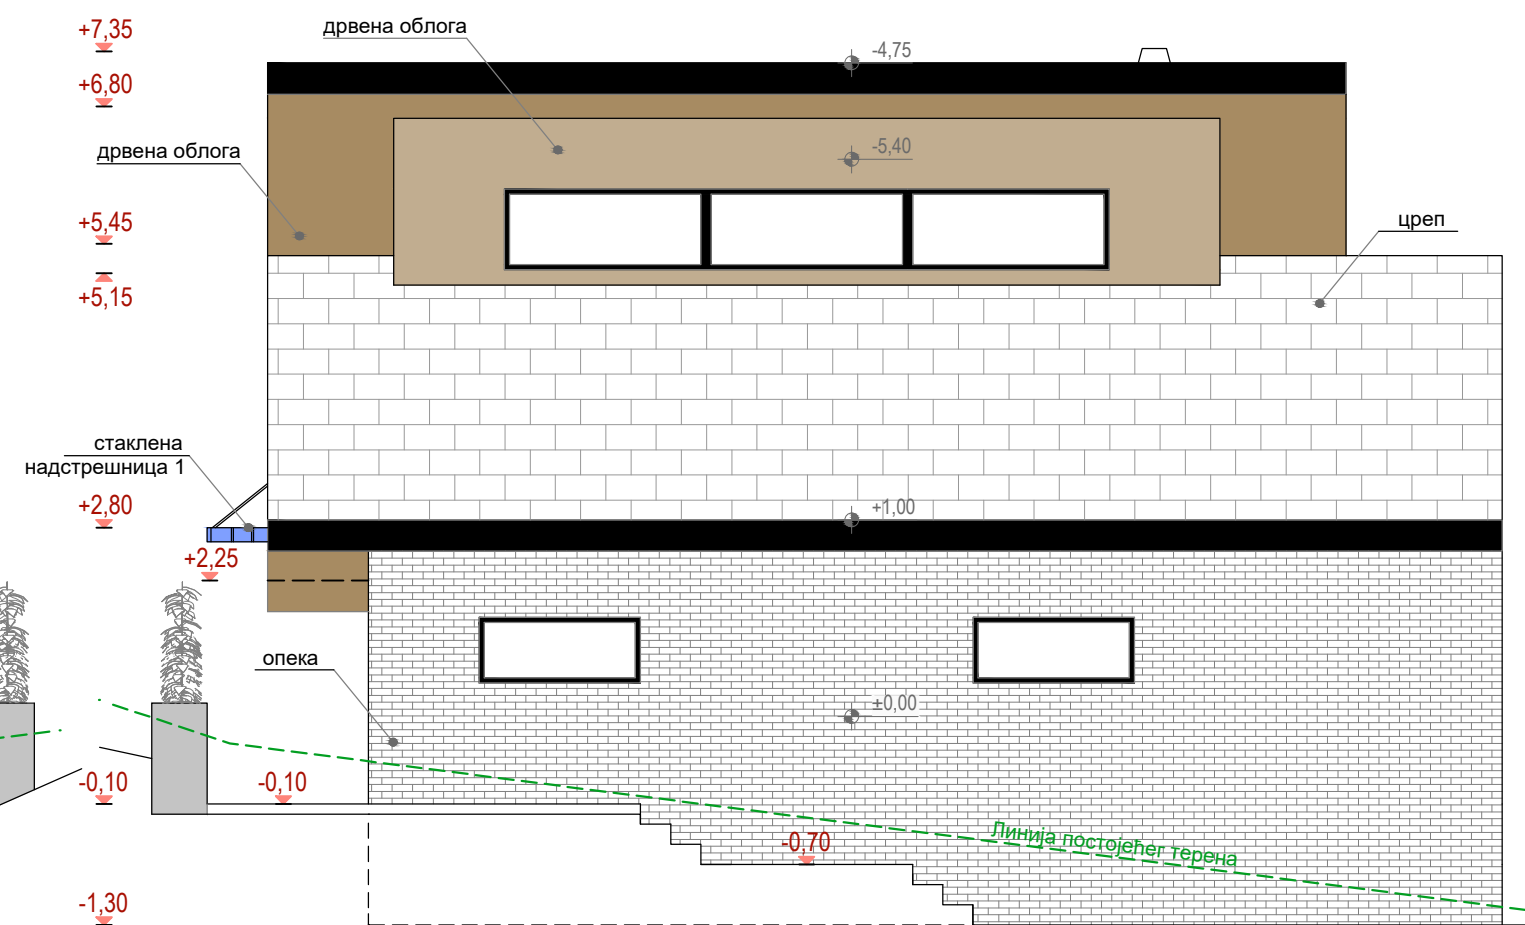 +7,35
дрвена облога
-4,75
+6,80
дрвена облога
-5,40
+5,45
цреп
+5,15
стаклена
надстрешница 1
+2,80
+1,00
+2,25
опека
±0,00
-0,10
-0,10
Линија постојећег терена
-0,70
-1,30